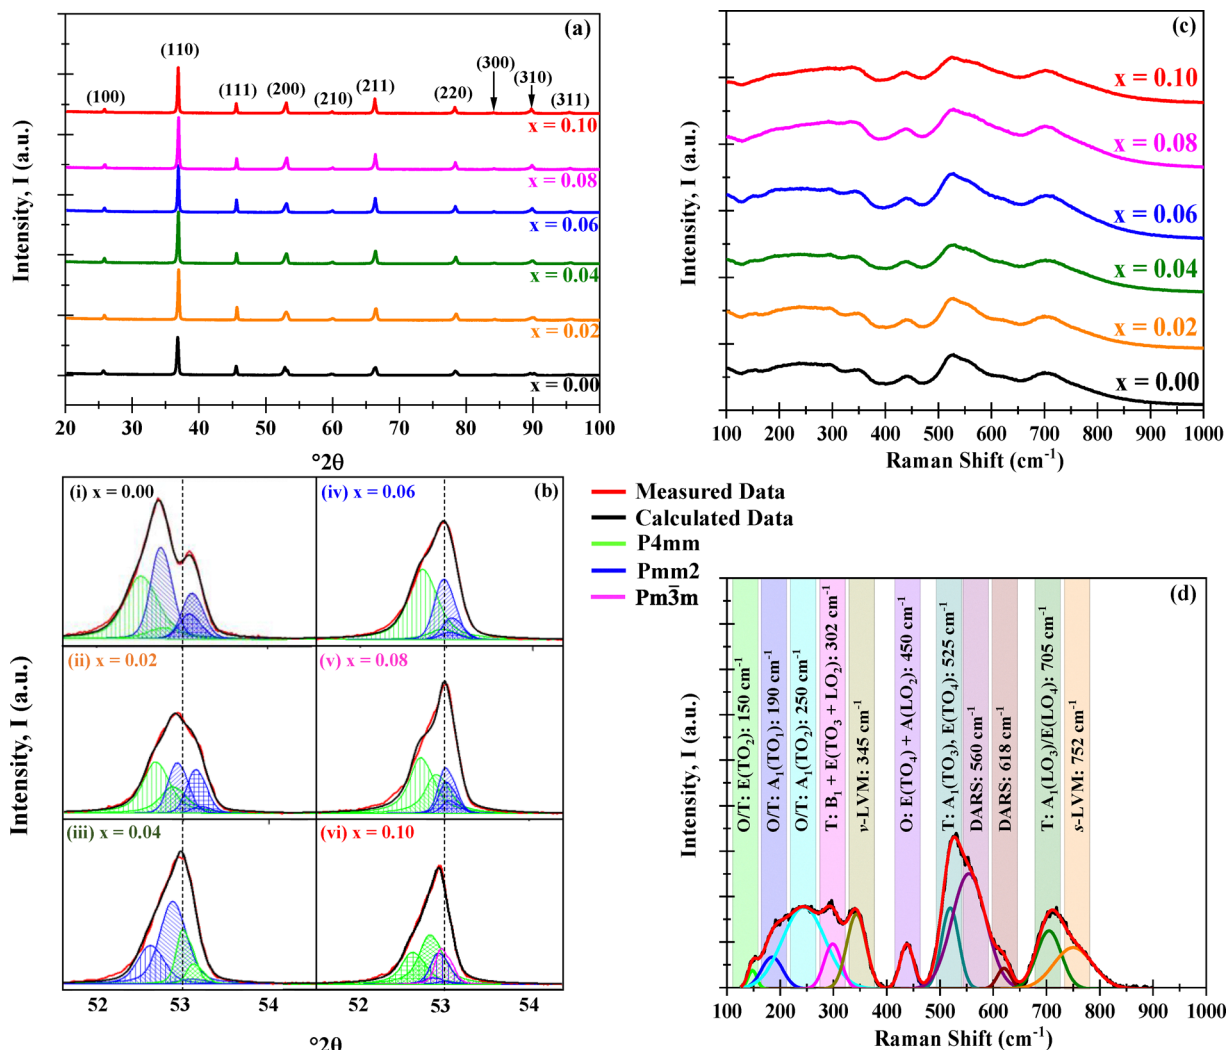 (a)
(110)
(300)
(310)
(100)
(111)
(200)
(210)
(211)
(220)
(311)
x = 0.10
x = 0.08
x = 0.06
x = 0.04
x = 0.02
x = 0.00
Intensity, I (a.u.)
20 30 40 50 60 70 80 90 100
°2θ
(c)
x = 0.10
x = 0.08
x = 0.06
x = 0.04
x = 0.02
x = 0.00
Intensity, I (a.u.)
100 200 300 400 500 600 700 800 900 1000
Raman Shift (cm⁻¹)
(b)
(i) x = 0.00
(iv) x = 0.06
(ii) x = 0.02
(v) x = 0.08
(iii) x = 0.04
(vi) x = 0.10
Intensity, I (a.u.)
52 53 54 52 53 54
°2θ
Measured Data
Calculated Data
P4mm
Pmm2
Pm3̄m
(d)
O/T: E(TO₂): 150 cm⁻¹
O/T: A₁(TO₁): 190 cm⁻¹
O/T: A₁(TO₂): 250 cm⁻¹
T: B₁ + E(TO₃ + LO₂): 302 cm⁻¹
v-LVM: 345 cm⁻¹
O: E(TO₄) + A(LO₂): 450 cm⁻¹
T: A₁(TO₃), E(TO₄): 525 cm⁻¹
DARS: 560 cm⁻¹
DARS: 618 cm⁻¹
T: A₁(LO₃)/E(LO₄): 705 cm⁻¹
s-LVM: 752 cm⁻¹
Intensity, I (a.u.)
100 200 300 400 500 600 700 800 900 1000
Raman Shift (cm⁻¹)